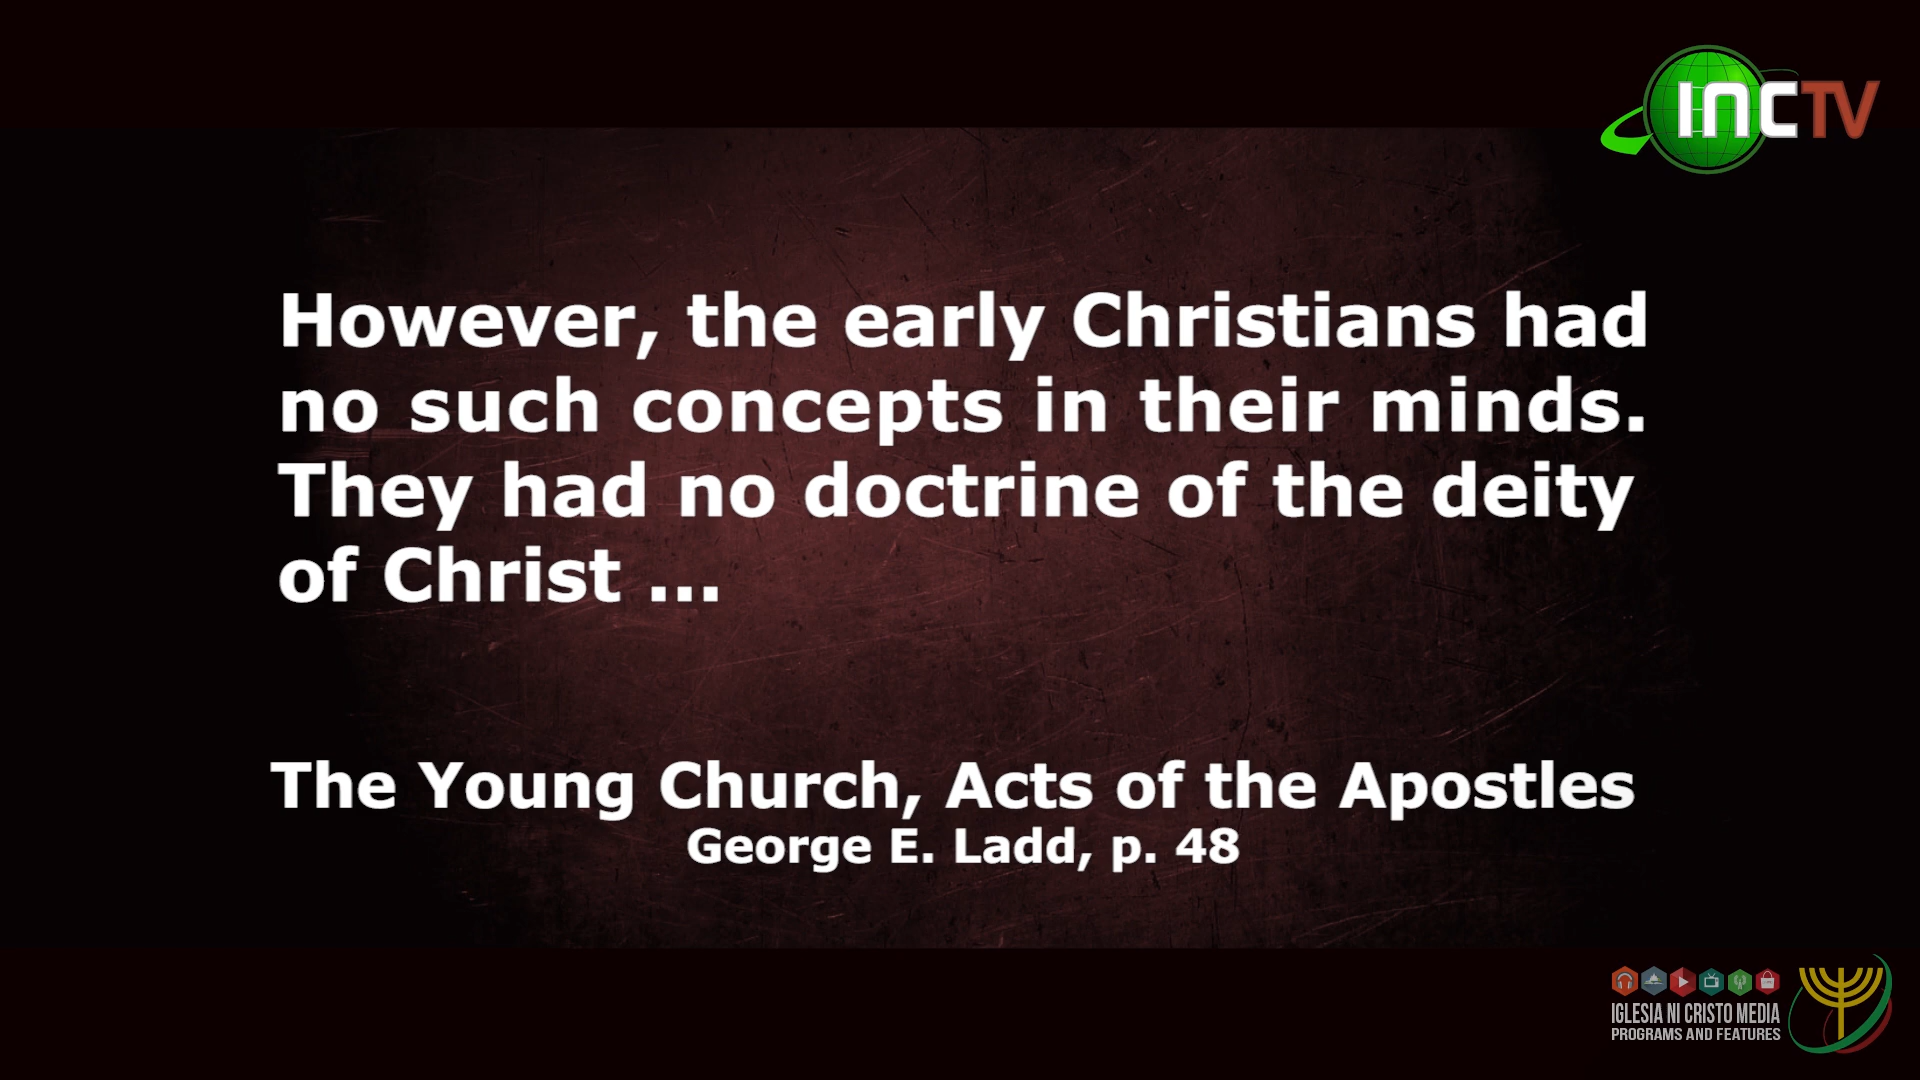 INCTV
However, the early Christians had
no such concepts in their minds.
They had no doctrine of the deity
of Christ ...
The Young Church, Acts of the Apostles
George E. Ladd, p. 48
IGLESIA NI CRISTO MEDIA
PROGRAMS AND FEATURES